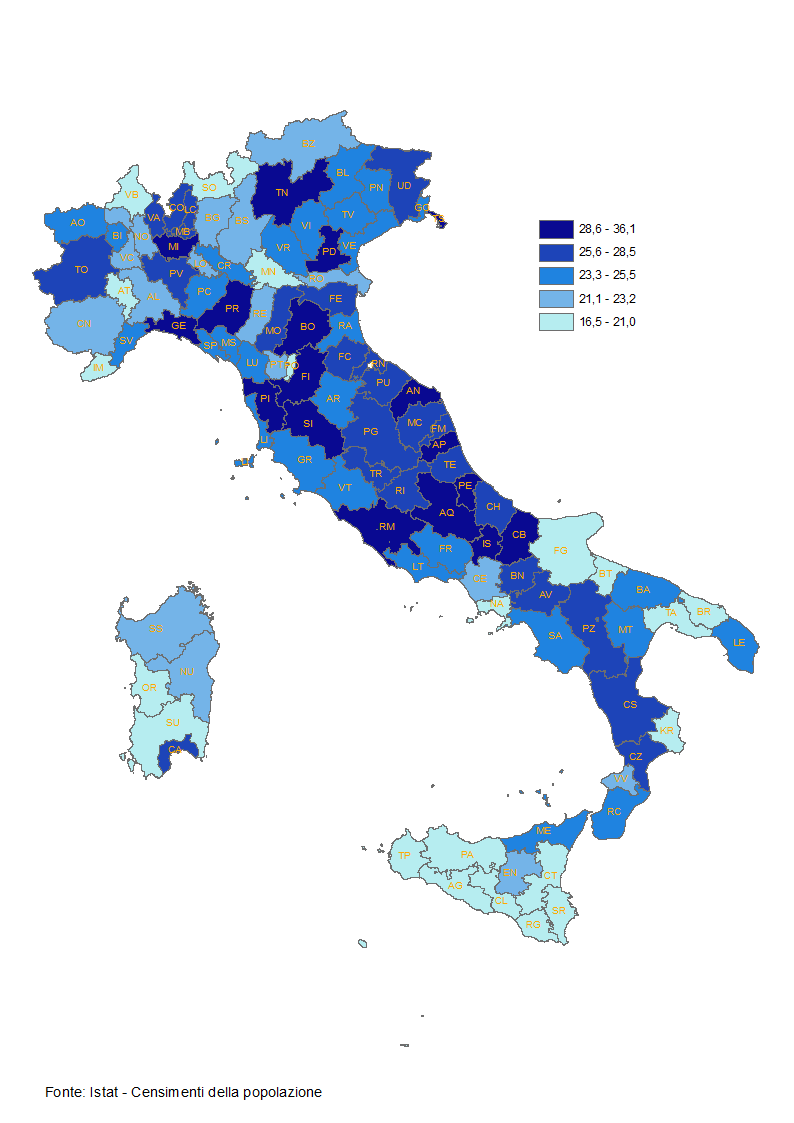 BZ
VB
SO
TN
BL
PN
UD
AO
VA
CO
LC
BG
BS
TV
GO
BI
NO
MB
MI
VI
VE
VR
PD
TO
VC
LO
CR
PV
MN
RO
AT
AL
PC
PR
RE
MO
FE
CN
GE
BO
RA
SV
SP
MS
IM
LU
PT
PO
FI
FC
RN
PU
PI
AR
AN
SI
MC
FM
LI
PG
AP
GR
TE
LI
TR
VT
RI
PE
AQ
CH
RM
CB
IS
FR
FG
LT
CE
BN
BT
NA
AV
BA
TA
BR
SS
SA
PZ
MT
LE
NU
OR
CS
SU
KR
CA
CZ
VV
RC
ME
TP
PA
EN
CT
AG
CL
SR
RG
28,6 - 36,1
25,6 - 28,5
23,3 - 25,5
21,1 - 23,2
16,5 - 21,0
Fonte: Istat - Censimenti della popolazione